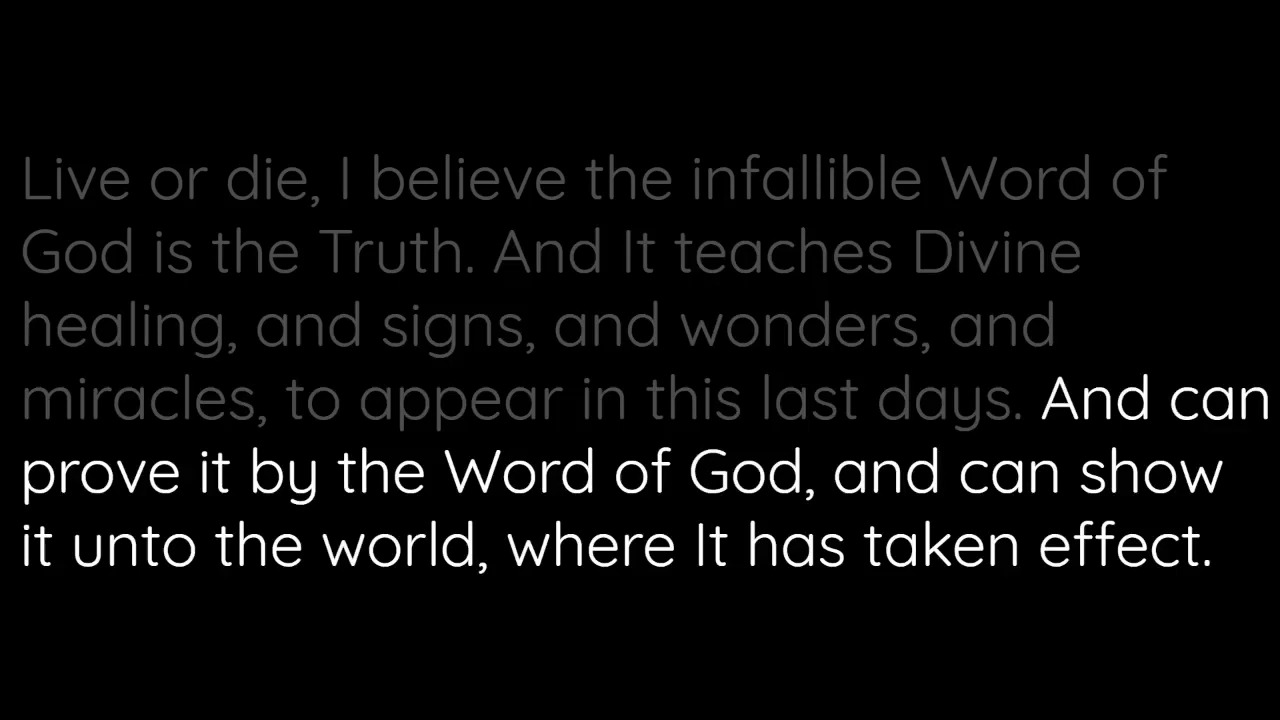 Live or die, I believe the infallible Word of
God is the Truth. And It teaches Divine
healing, and signs, and wonders, and
miracles, to appear in this last days. And can
prove it by the Word of God, and can show
it unto the world, where It has taken effect.